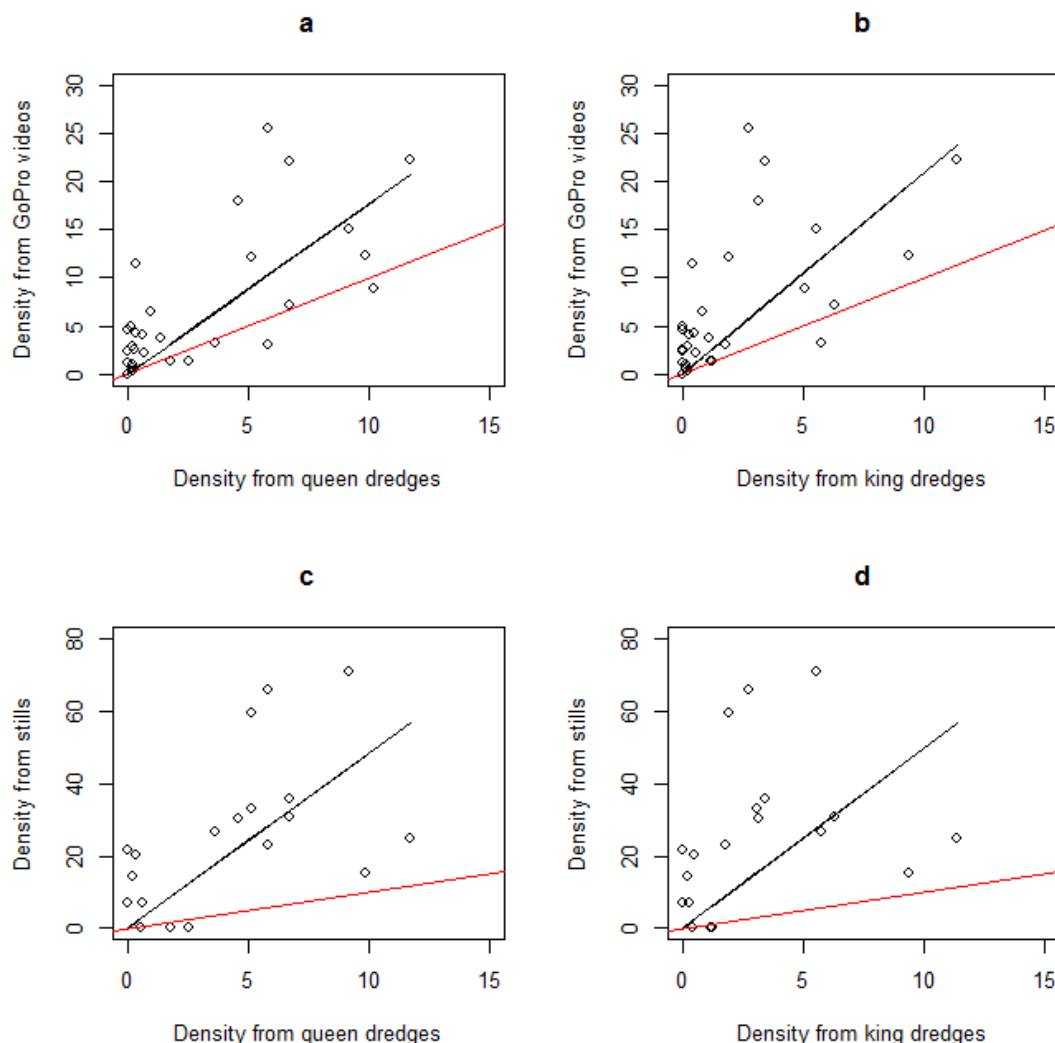 a
Density from GoPro videos
30
25
20
15
10
5
0
0 5 10 15
Density from queen dredges
b
Density from GoPro videos
30
25
20
15
10
5
0
0 5 10 15
Density from king dredges
c
Density from stills
80
60
40
20
0
0 5 10 15
Density from queen dredges
d
Density from stills
80
60
40
20
0
0 5 10 15
Density from king dredges